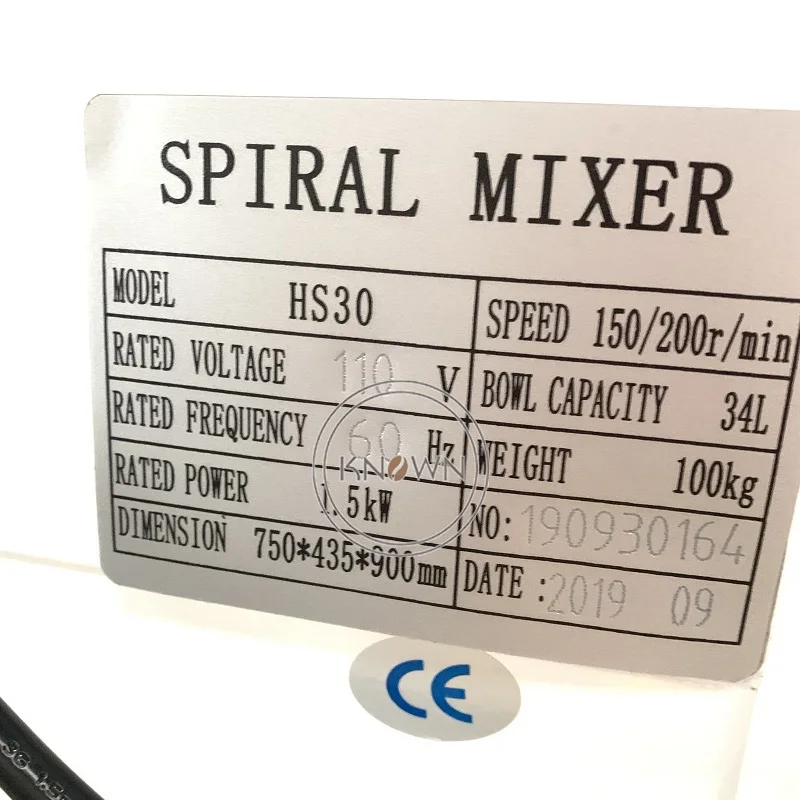 SPIRAL MIXER
MODEL HS30
RATED VOLTAGE 110 V
RATED FREQUENCY 60 Hz
RATED POWER 1.5kW
DIMENSION 750*435*900mm
SPEED 150/200r/min
BOWL CAPACITY 34L
WEIGHT 100kg
NO: 190930164
DATE: 2019 09
KNOWN
CE